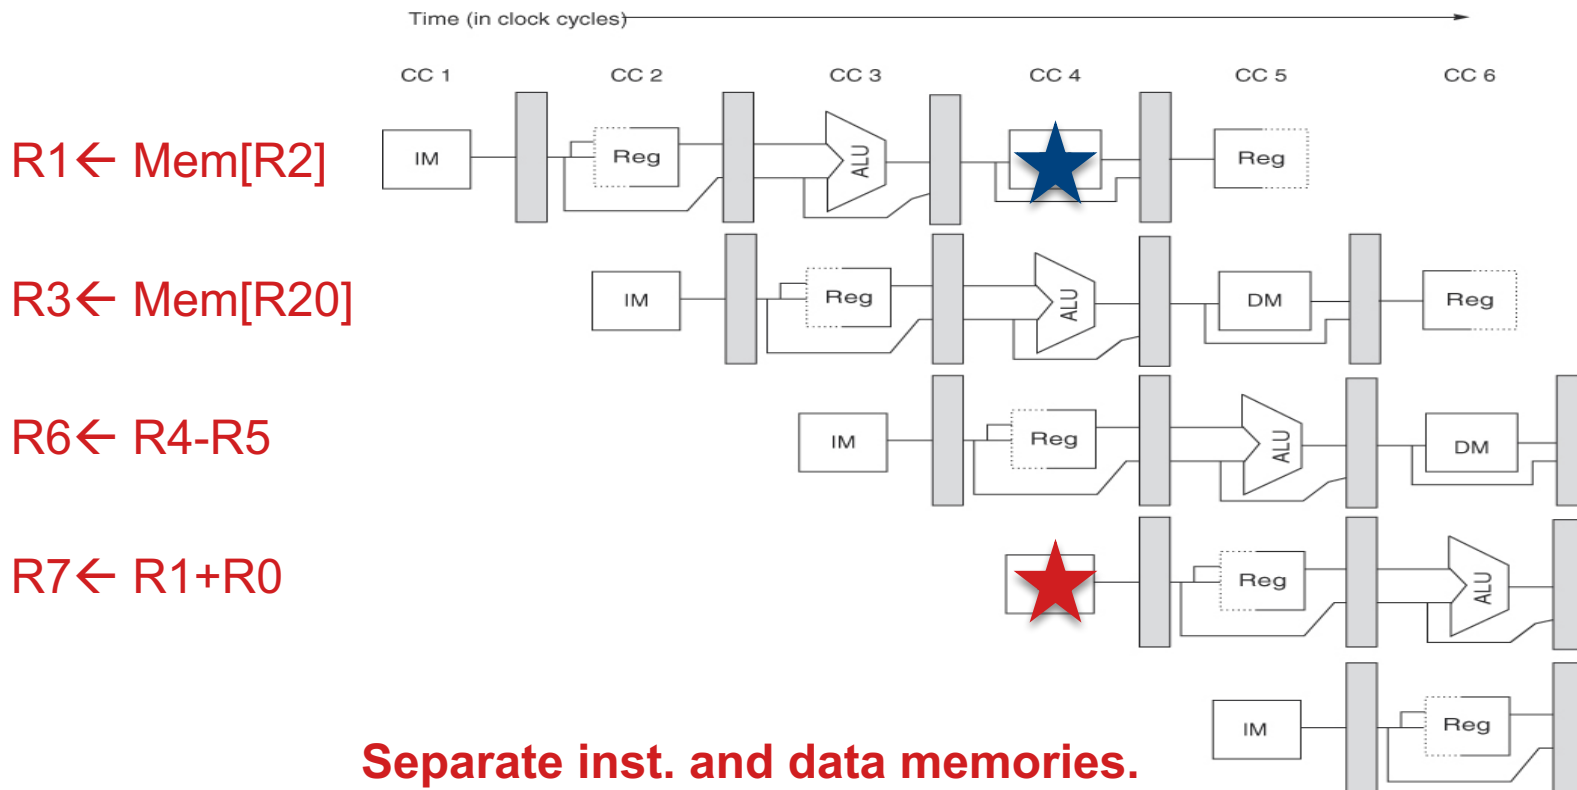 Time (in clock cycles)
CC 1 CC 2 CC 3 CC 4 CC 5 CC 6
R1← Mem[R2] IM Reg ALU Reg
R3← Mem[R20] IM Reg ALU DM Reg
R6← R4-R5 IM Reg ALU DM
R7← R1+R0 Reg ALU
IM Reg
Separate inst. and data memories.